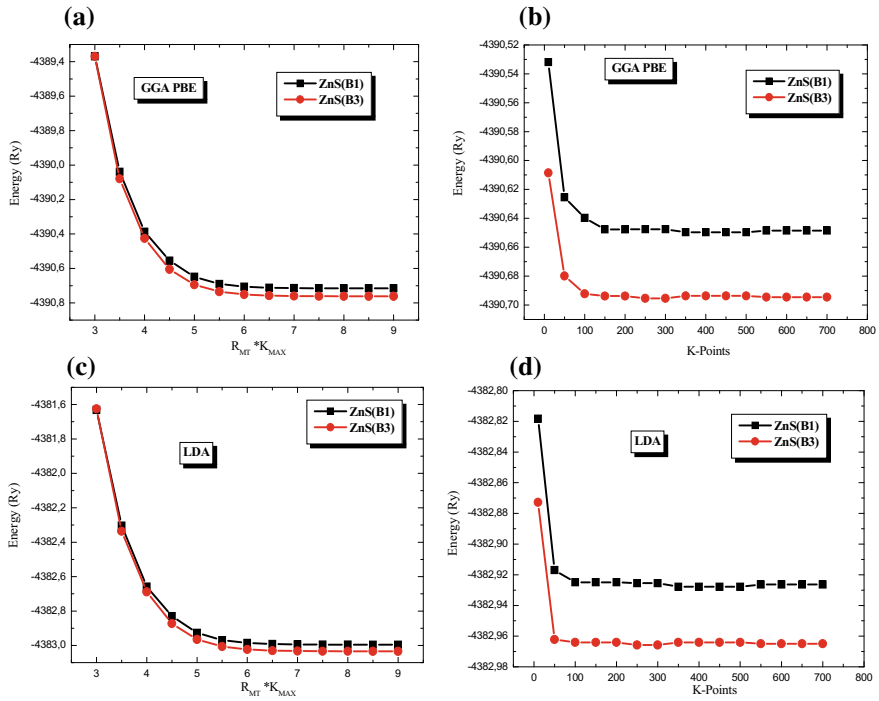 (a)
-4389,4
-4389,6
-4389,8
-4390,0
-4390,2
-4390,4
-4390,6
-4390,8
Energy (Ry)
GGA PBE
ZnS(B1)
ZnS(B3)
3 4 5 6 7 8 9
R_MT *K_MAX
(b)
-4390,52
-4390,54
-4390,56
-4390,58
-4390,60
-4390,62
-4390,64
-4390,66
-4390,68
-4390,70
Energy (Ry)
GGA PBE
ZnS(B1)
ZnS(B3)
0 100 200 300 400 500 600 700 800
K-Points
(c)
-4381,6
-4381,8
-4382,0
-4382,2
-4382,4
-4382,6
-4382,8
-4383,0
Energy (Ry)
LDA
ZnS(B1)
ZnS(B3)
3 4 5 6 7 8 9
R_MT *K_MAX
(d)
-4382,80
-4382,82
-4382,84
-4382,86
-4382,88
-4382,90
-4382,92
-4382,94
-4382,96
-4382,98
Energy (Ry)
LDA
ZnS(B1)
ZnS(B3)
0 100 200 300 400 500 600 700 800
K-Points